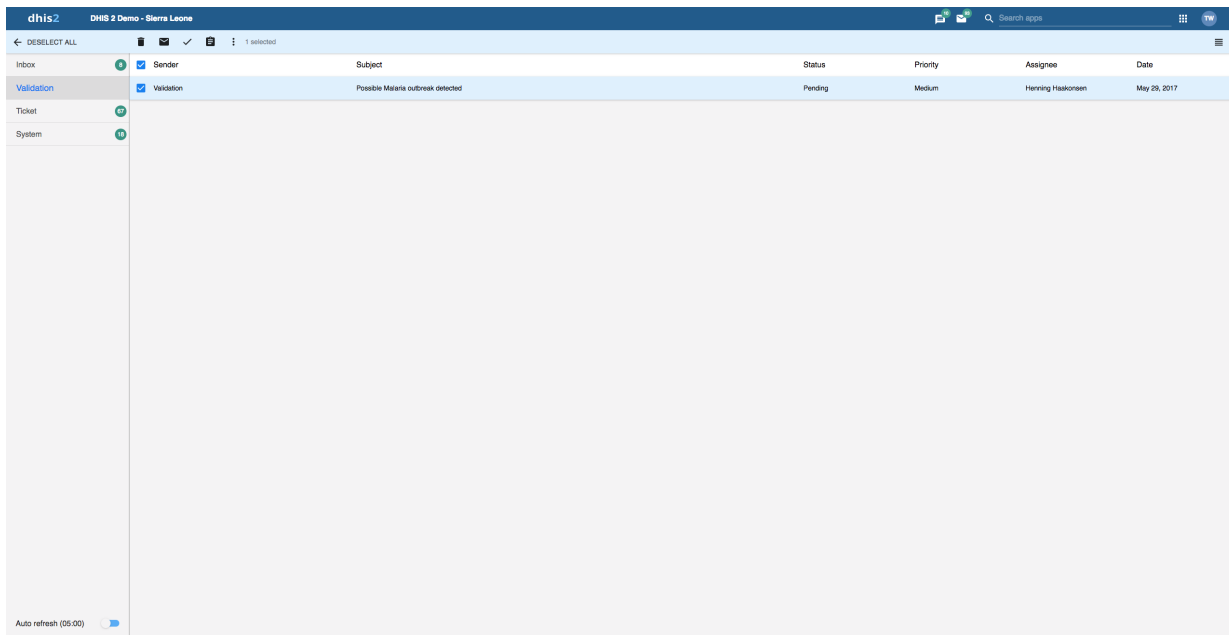 dhis2 DHIS 2 Demo - Sierra Leone Search apps TW
DESELECT ALL 1 selected
Inbox 8 Sender Subject Status Priority Assignee Date
Validation Validation Possible Malaria outbreak detected Pending Medium Henning Haakonsen May 29, 2017
Ticket 67
System 18
Auto refresh (05:00)